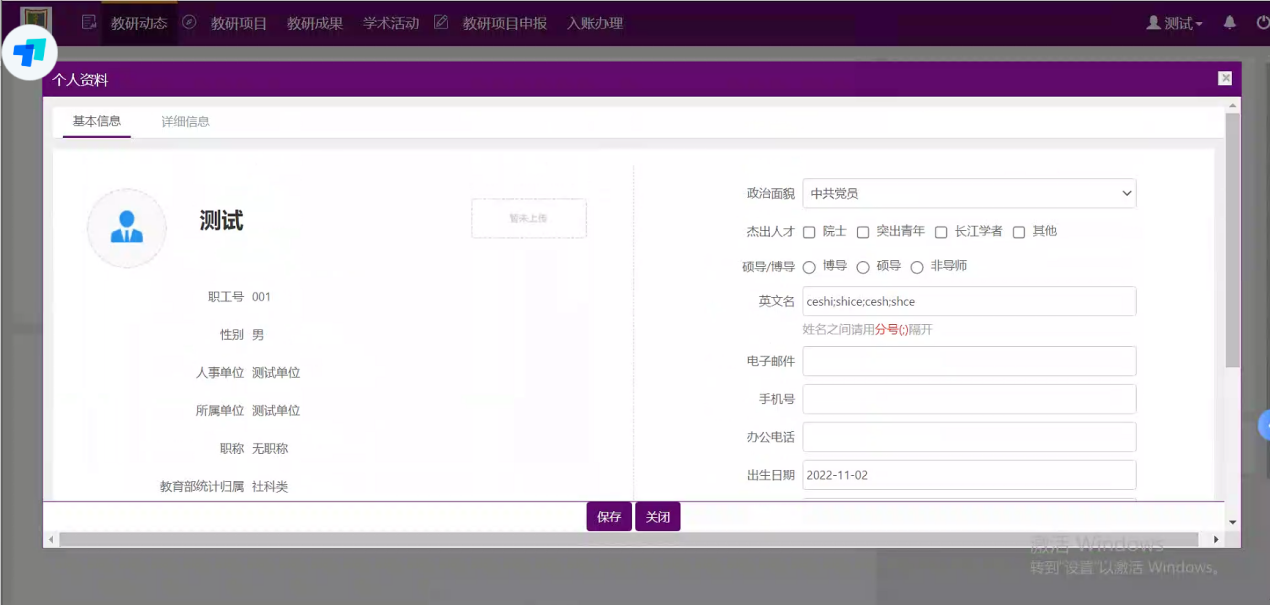 教研动态 教研项目 教研成果 学术活动 教研项目申报 入账办理 测试
个人资料
基本信息 详细信息
测试
暂未上传
职工号 001
性别 男
人事单位 测试单位
所属单位 测试单位
职称 无职称
教育部统计归属 社科类
政治面貌 中共党员
杰出人才 院士 突出青年 长江学者 其他
硕导/博导 博导 硕导 非导师
英文名 ceshi;shice;cesh;shce
姓名之间请用分号(;)隔开
电子邮件
手机号
办公电话
出生日期 2022-11-02
保存 关闭
激活 Windows
转到"设置"以激活 Windows。